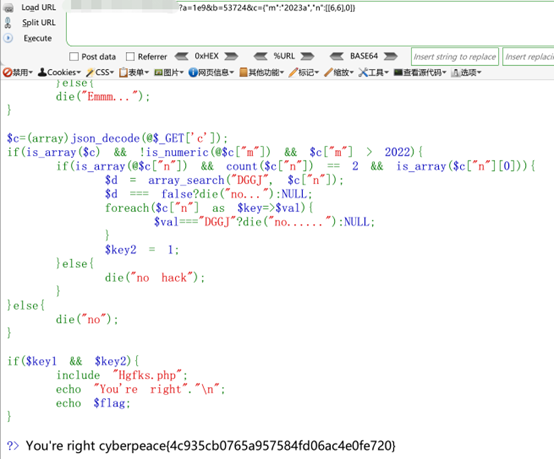 Load URL
?a=1e9&b=53724&c={"m":"2023a","n":[[6,6],0]}
Split URL
Execute
Post data Referrer 0xHEX %URL BASE64 Insert string to replace Insert replacing
禁用 Cookies CSS 表单 图片 网页信息 其他功能 标记 缩放 工具 查看源代码 选项
}else{
die("Emmm...");
}
$c=(array)json_decode(@$_GET['c']);
if(is_array($c) && !is_numeric(@$c["m"]) && $c["m"] > 2022){
if(is_array(@$c["n"]) && count($c["n"]) == 2 && is_array($c["n"][0])){
$d = array_search("DGGJ", $c["n"]);
$d === false?die("no..."):NULL;
foreach($c["n"] as $key=>$val){
$val==="DGGJ"?die("no......"):NULL;
}
$key2 = 1;
}else{
die("no hack");
}
}else{
die("no");
}
if($key1 && $key2){
include "Hgfks.php";
echo "You're right"."\n";
echo $flag;
}
?> You're right cyberpeace{4c935cb0765a957584fd06ac4e0fe720}